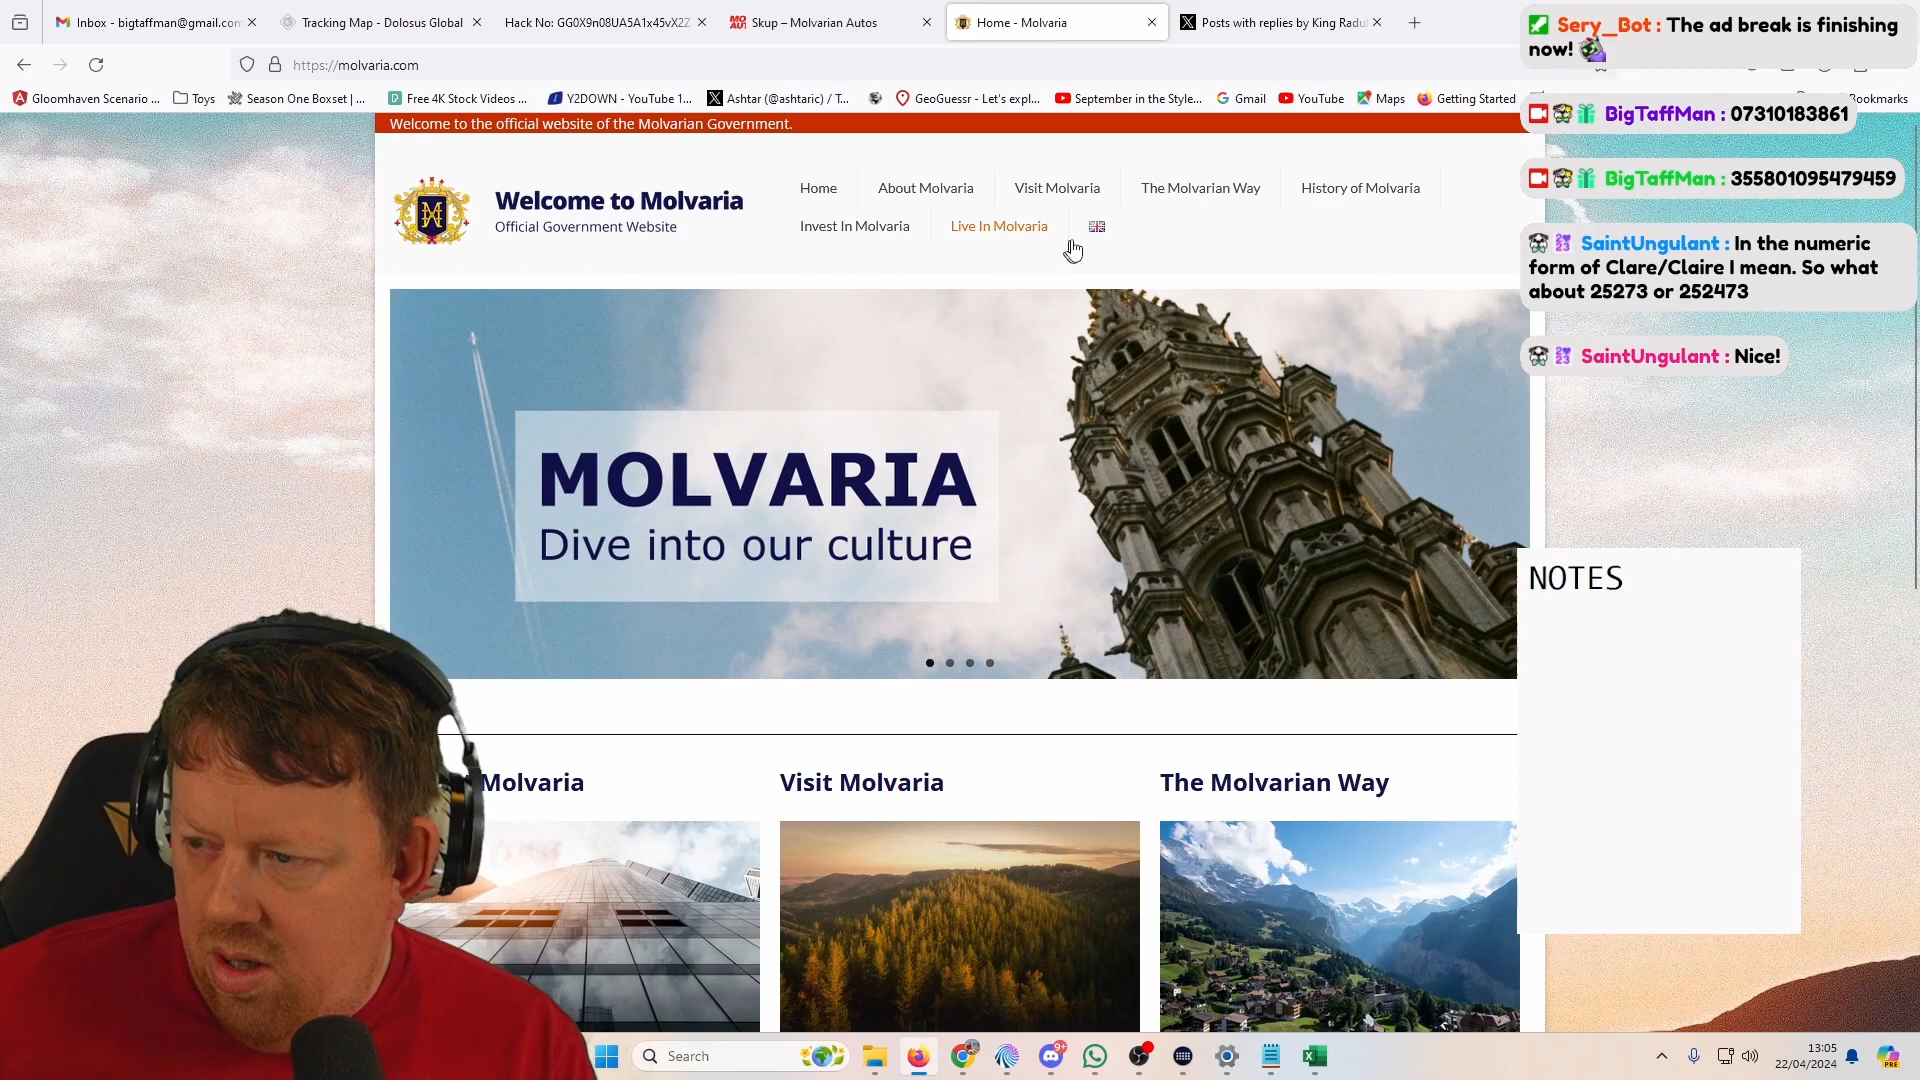 Inbox - bigtaffman@gmail.com
Tracking Map - Dolosus Global
Hack No: GG0X9n08UA5A1x45vX2Z
MO AU
Skup – Molvarian Autos
Home - Molvaria
Posts with replies by King Radul
https://molvaria.com
Gloomhaven Scenario ...
Toys
Season One Boxset | ...
Free 4K Stock Videos ...
Y2DOWN - YouTube 1...
Ashtar (@ashtaric) / T...
GeoGuessr - Let's expl...
September in the Style...
Gmail
YouTube
Maps
Getting Started
Bookmarks
Welcome to the official website of the Molvarian Government.
Welcome to Molvaria
Official Government Website
Home
About Molvaria
Visit Molvaria
The Molvarian Way
History of Molvaria
Invest In Molvaria
Live In Molvaria
MOLVARIA
Dive into our culture
Molvaria
Visit Molvaria
The Molvarian Way
Sery_Bot : The ad break is finishing
now!
BigTaffMan : 07310183861
BigTaffMan : 355801095479459
SaintUngulant : In the numeric
form of Clare/Claire I mean. So what
about 25273 or 252473
SaintUngulant : Nice!
NOTES
Search
9+
13:05
22/04/2024
PRE